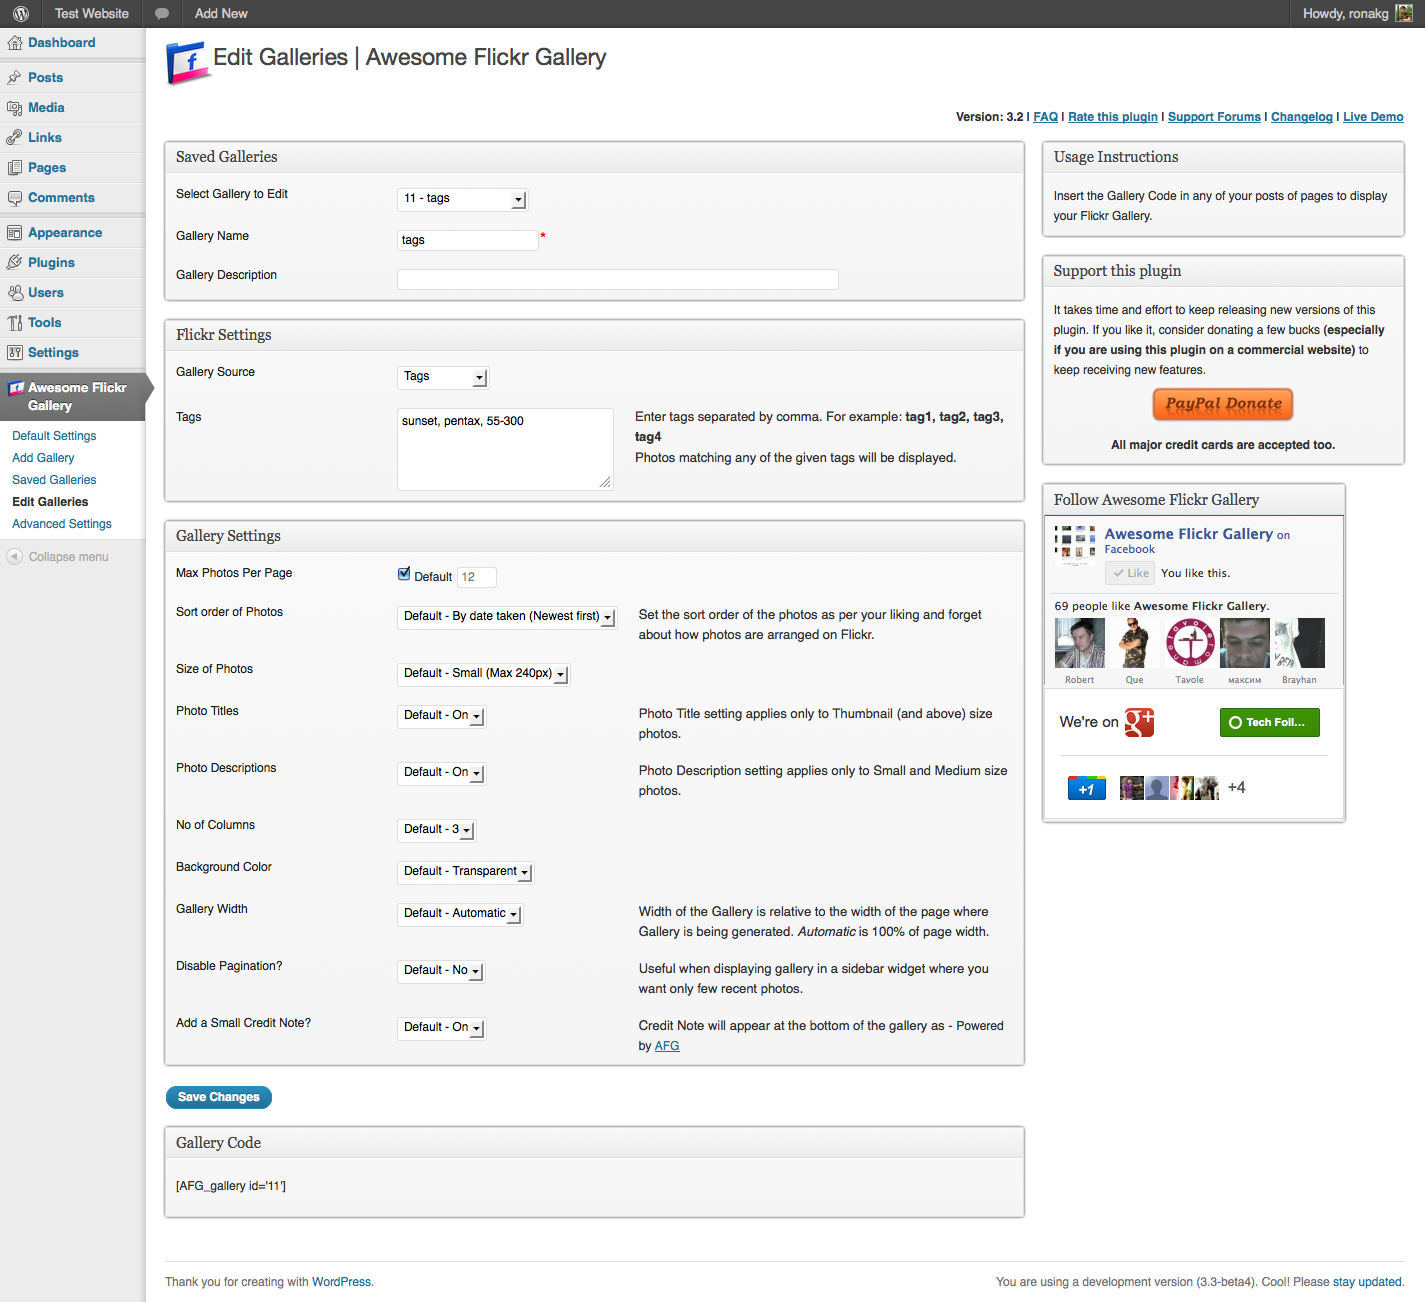 Test Website
Add New
Howdy, ronakg
Dashboard
Posts
Media
Links
Pages
Comments
Appearance
Plugins
Users
Tools
Settings
Awesome Flickr
Gallery
Default Settings
Add Gallery
Saved Galleries
Edit Galleries
Advanced Settings
Collapse menu
f
Edit Galleries | Awesome Flickr Gallery
Version: 3.2 | FAQ | Rate this plugin | Support Forums | Changelog | Live Demo
Saved Galleries
Select Gallery to Edit
11 - tags
Gallery Name
tags
*
Gallery Description
Flickr Settings
Gallery Source
Tags
Tags
sunset, pentax, 55-300
Enter tags separated by comma. For example: tag1, tag2, tag3,
tag4
Photos matching any of the given tags will be displayed.
Gallery Settings
Max Photos Per Page
Default
12
Sort order of Photos
Default - By date taken (Newest first)
Set the sort order of the photos as per your liking and forget
about how photos are arranged on Flickr.
Size of Photos
Default - Small (Max 240px)
Photo Titles
Default - On
Photo Title setting applies only to Thumbnail (and above) size
photos.
Photo Descriptions
Default - On
Photo Description setting applies only to Small and Medium size
photos.
No of Columns
Default - 3
Background Color
Default - Transparent
Gallery Width
Default - Automatic
Width of the Gallery is relative to the width of the page where
Gallery is being generated. Automatic is 100% of page width.
Disable Pagination?
Default - No
Useful when displaying gallery in a sidebar widget where you
want only few recent photos.
Add a Small Credit Note?
Default - On
Credit Note will appear at the bottom of the gallery as - Powered
by AFG
Save Changes
Gallery Code
[AFG_gallery id='11']
Usage Instructions
Insert the Gallery Code in any of your posts of pages to display
your Flickr Gallery.
Support this plugin
It takes time and effort to keep releasing new versions of this
plugin. If you like it, consider donating a few bucks (especially
if you are using this plugin on a commercial website) to
keep receiving new features.
PayPal Donate
All major credit cards are accepted too.
Follow Awesome Flickr Gallery
Awesome Flickr Gallery on
Facebook
Like
You like this.
69 people like Awesome Flickr Gallery.
Robert
Que
Tavole
максим
Brayhan
We're on
g+
Tech Foll...
+1
+4
Thank you for creating with WordPress.
You are using a development version (3.3-beta4). Cool! Please stay updated.